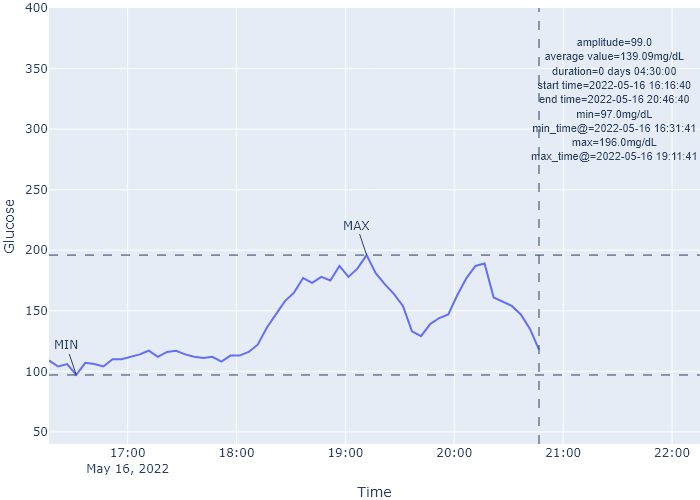 400
amplitude=99.0
average value=139.09mg/dL
350
duration=0 days 04:30:00
start time=2022-05-16 16:16:40
end time=2022-05-16 20:46:40
min=97.0mg/dL
300
min_time@=2022-05-16 16:31:41
max=196.0mg/dL
max_time@=2022-05-16 19:11:41
250
Glucose
MAX
200
150
MIN
100
50
17:00 18:00 19:00 20:00 21:00 22:00
May 16, 2022
Time